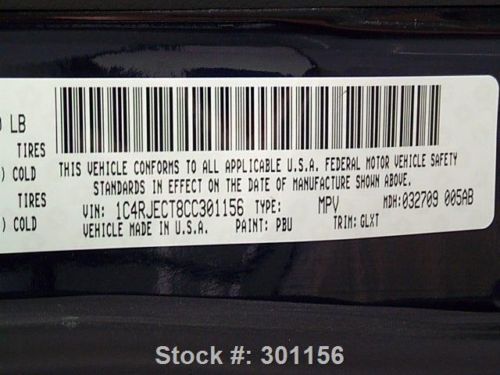 0 LB
TIRES
) COLD
TIRES
) COLD
THIS VEHICLE CONFORMS TO ALL APPLICABLE U.S.A. FEDERAL MOTOR VEHICLE SAFETY
STANDARDS IN EFFECT ON THE DATE OF MANUFACTURE SHOWN ABOVE.
VIN: 1C4RJECT8CC301156 TYPE: MPV MDH:032709 005AB
VEHICLE MADE IN U.S.A. PAINT: PBU TRIM: GLXT
Stock #: 301156